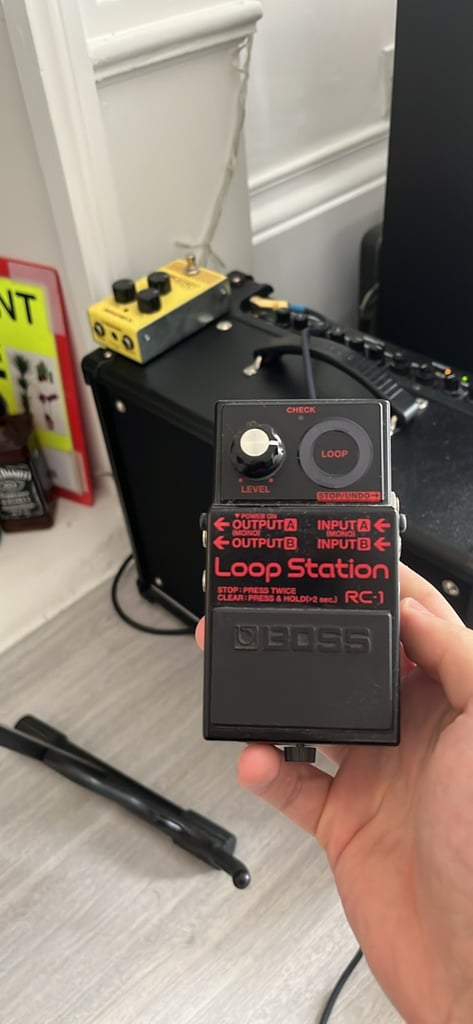 NT
CHECK
LOOP
LEVEL
STOP/UNDO→
▼POWER ON
←OUTPUT A
(MONO)
←OUTPUT B
INPUT A←
(MONO)
INPUT B←
Loop Station
STOP: PRESS TWICE
CLEAR: PRESS & HOLD(>2 sec.)
RC-1
BOSS